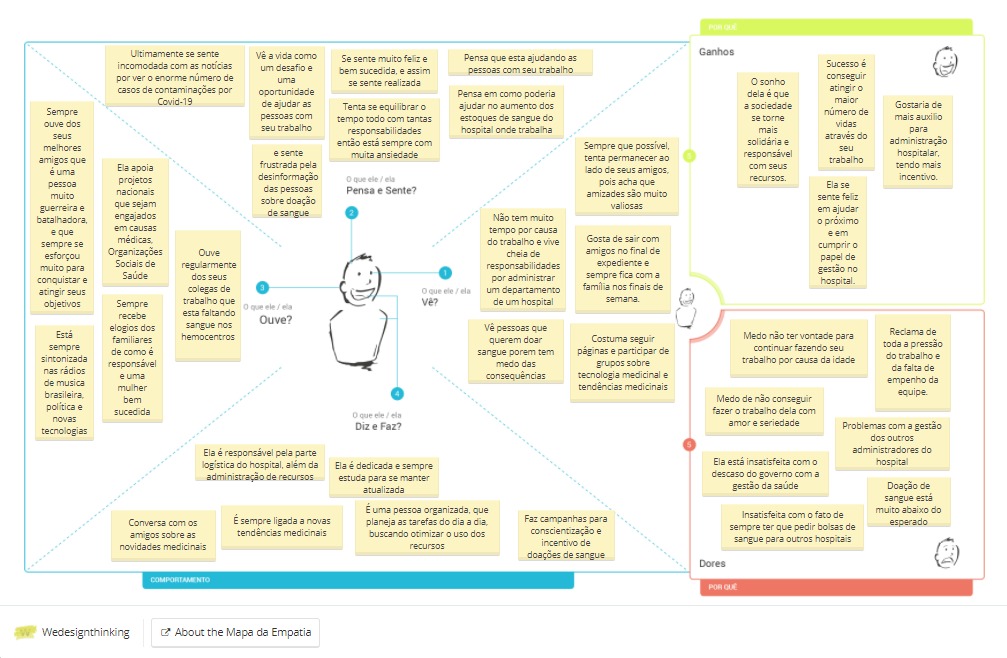 POR QUÊ
Ganhos
Ultimamente se sente
incomodada com as notícias
por ver o enorme número de
casos de contaminações por
Covid-19
Vê a vida como
um desafio e
uma
oportunidade
de ajudar as
pessoas com
seu trabalho
Se sente muito feliz e
bem sucedida, e assim
se sente realizada
Pensa que esta ajudando as
pessoas com seu trabalho
Tenta se equilibrar o
tempo todo com tantas
responsabilidades
então está sempre com
muita ansiedade
Pensa em como poderia
ajudar no aumento dos
estoques de sangue do
hospital onde trabalha
e sente
frustrada pela
desinformação
das pessoas
sobre doação
de sangue
O que ele / ela
Pensa e Sente?
2
Sempre
ouve dos
seus
melhores
amigos que
é uma
pessoa
muito
guerreira e
batalhadora,
e que
sempre se
esforçou
muito para
conquistar e
atingir seus
objetivos
Ela apoia
projetos
nacionais
que sejam
engajados
em causas
médicas,
Organizações
Sociais de
Saúde
Ouve
regularmente
dos seus
colegas de
trabalho que
esta faltando
sangue nos
hemocentros
Está
sempre
sintonizada
nas rádios
de musica
brasileira,
política e
novas
tecnologias
Sempre
recebe
elogios dos
familiares
de como é
responsável
e uma
mulher
bem
sucedida
3
O que ele / ela
Ouve?
1
O que ele / ela
Vê?
Sempre que possível,
tenta permanecer ao
lado de seus amigos,
pois acha que
amizades são muito
valiosas
Não tem muito
tempo por causa
do trabalho e vive
cheia de
responsabilidades
por administrar
um departamento
de um hospital
Gosta de sair com
amigos no final de
expediente e
sempre fica com a
família nos finais de
semana.
Vê pessoas que
querem doar
sangue porem tem
medo das
consequências
Costuma seguir
páginas e participar de
grupos sobre
tecnologia medicinal e
tendências medicinais
4
O que ele / ela
Diz e Faz?
Ela é responsável pela parte
logística do hospital, além da
administração de recursos
Ela é dedicada e sempre
estuda para se manter
atualizada
Conversa com os
amigos sobre as
novidades medicinais
É sempre ligada a novas
tendências medicinais
É uma pessoa organizada, que
planeja as tarefas do dia a dia,
buscando otimizar o uso dos
recursos
Faz campanhas para
conscientização e
incentivo de
doações de sangue
COMPORTAMENTO
O sonho
dela é que
a sociedade
se torne
mais
solidária e
responsável
com seus
recursos.
Sucesso é
conseguir
atingir o
maior
número de
vidas
através do
seu
trabalho
Gostaria de
mais auxilio
para
administração
hospitalar,
tendo mais
incentivo.
Ela se
sente feliz
em ajudar
o próximo
e em
cumprir o
papel de
gestão no
hospital.
Medo não ter vontade para
continuar fazendo seu
trabalho por causa da idade
Reclama de
toda a pressão
do trabalho e
da falta de
empenho da
equipe.
Medo de não conseguir
fazer o trabalho dela com
amor e seriedade
Problemas com a gestão
dos outros
administradores do
hospital
5
Ela está insatisfeita com o
descaso do governo com a
gestão da saúde
Doação de
sangue está
muito abaixo do
esperado
Insatisfeita com o fato de
sempre ter que pedir bolsas de
sangue para outros hospitais
Dores
POR QUÊ
W
Wedesignthinking
About the Mapa da Empatia